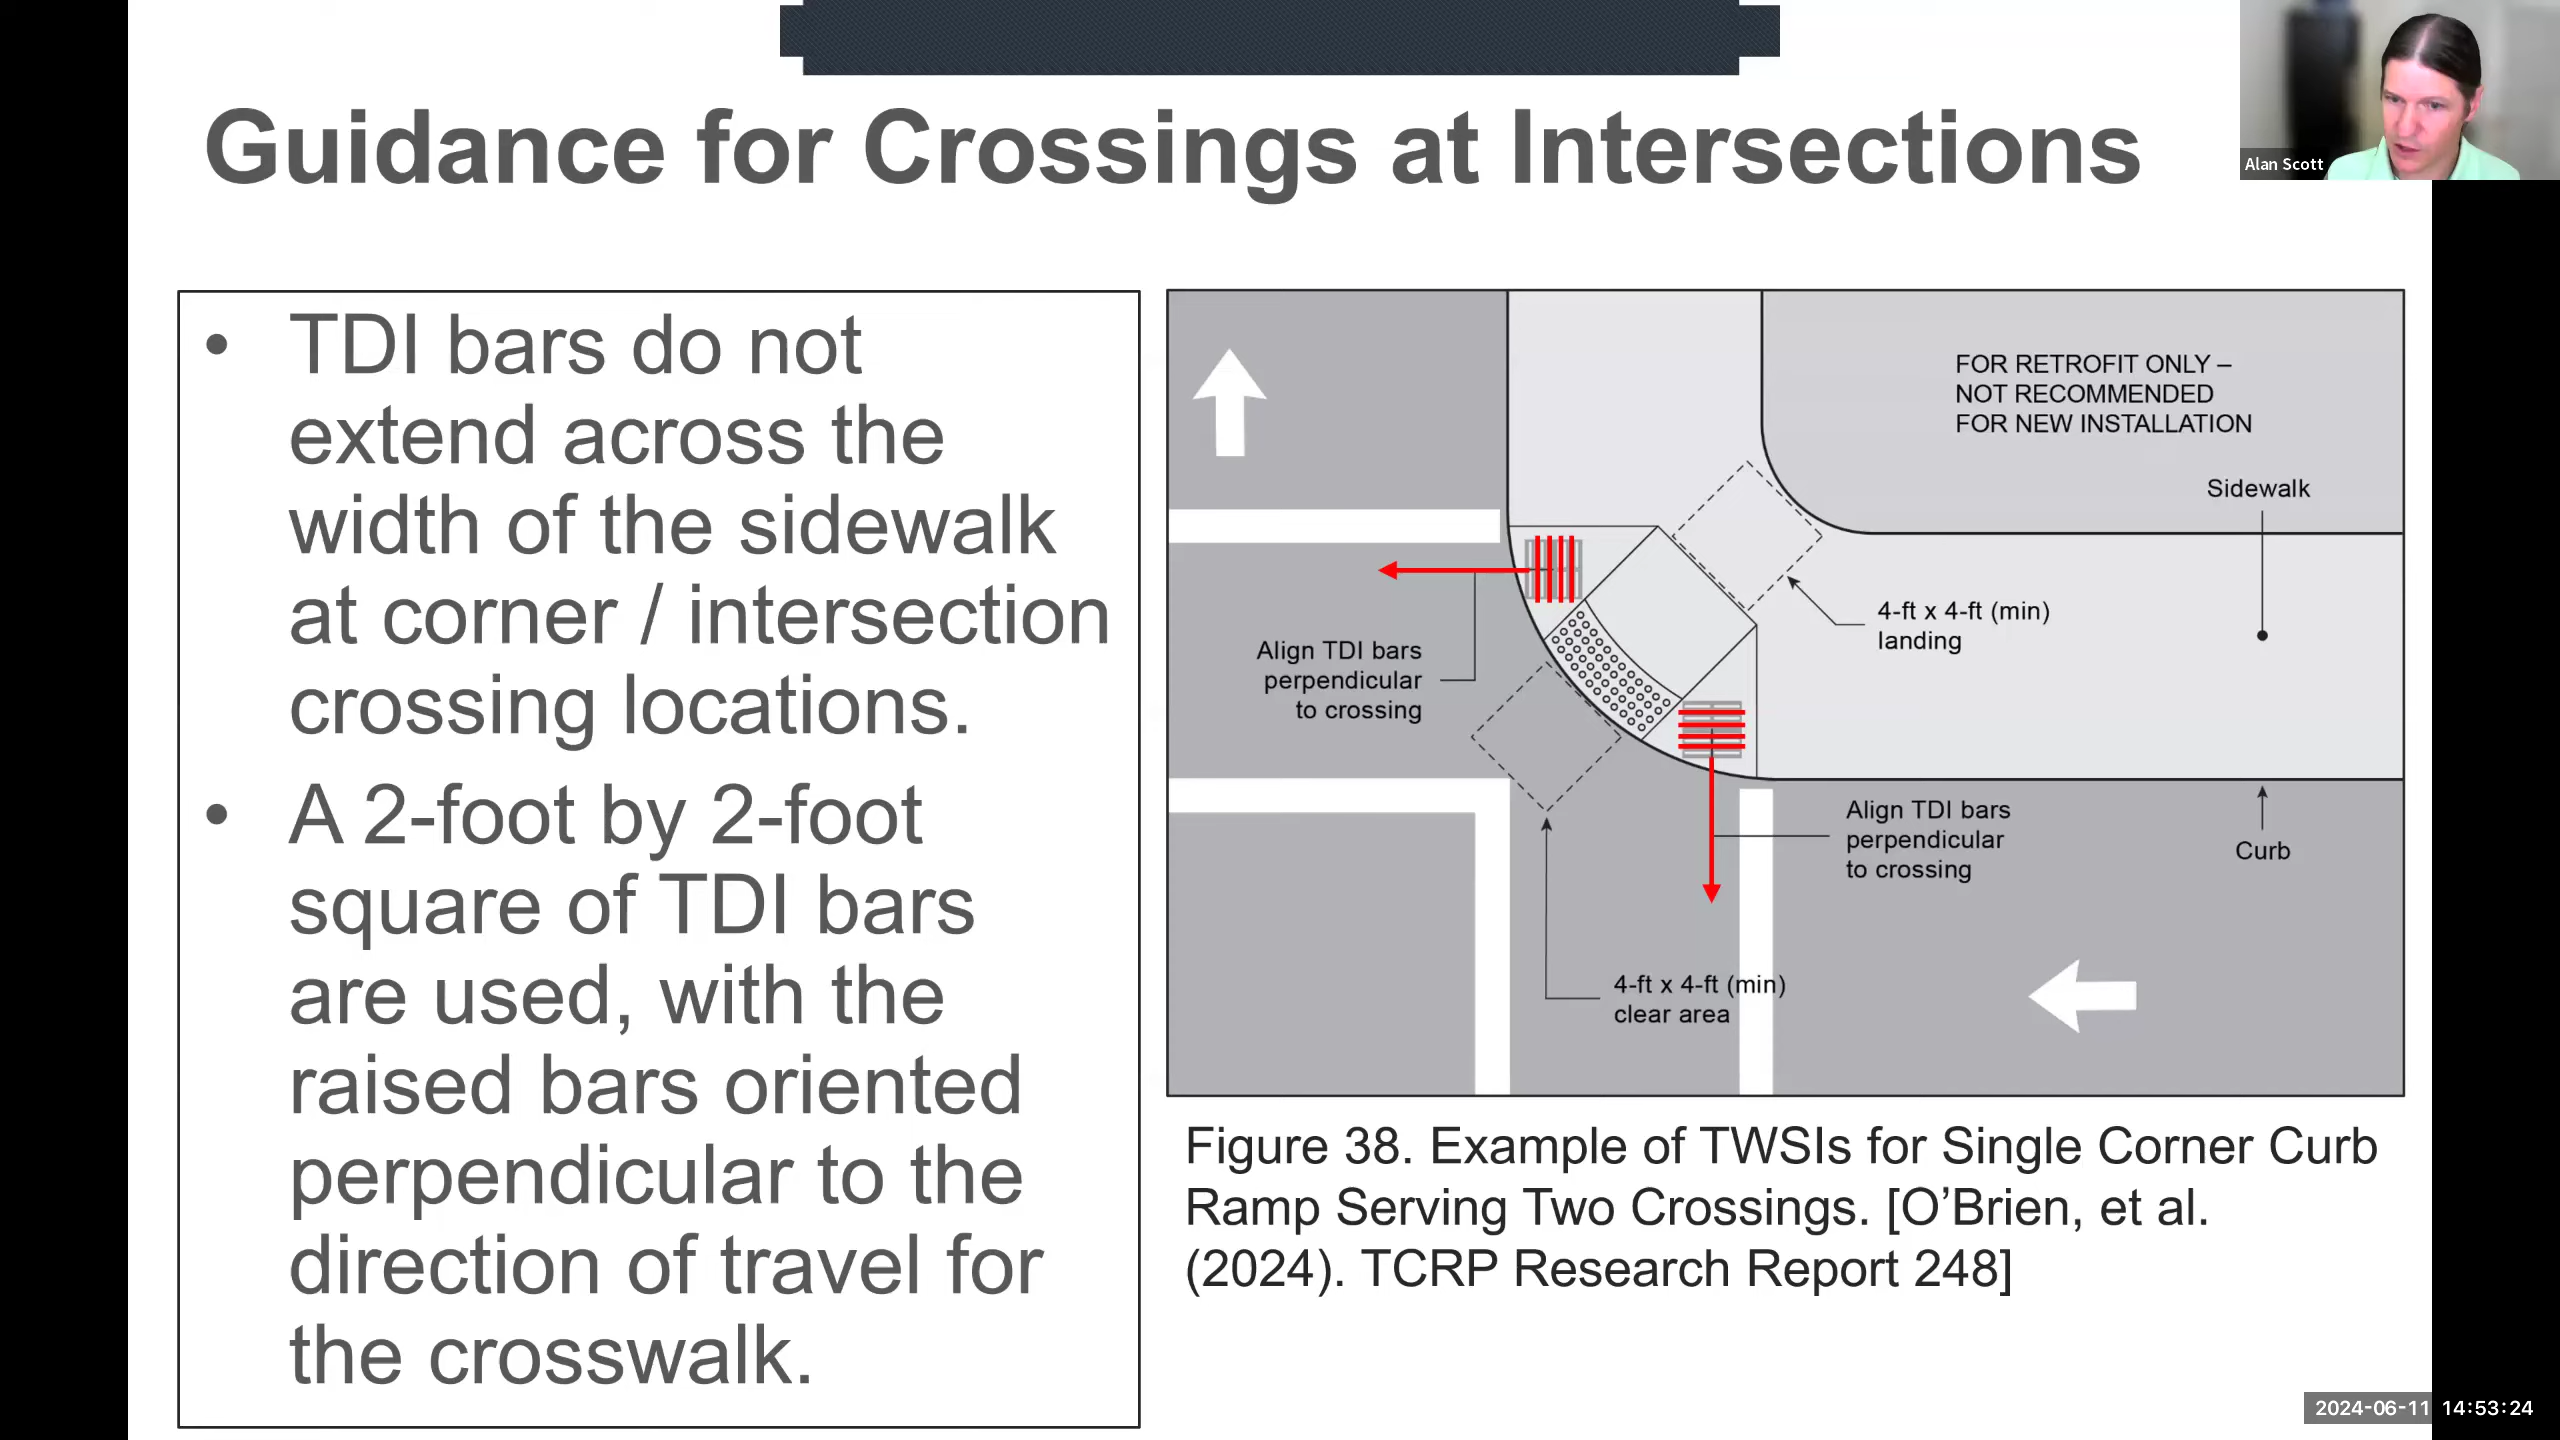 Guidance for Crossings at Intersections
Alan Scott
• TDI bars do not
extend across the
width of the sidewalk
at corner / intersection
crossing locations.
• A 2-foot by 2-foot
square of TDI bars
are used, with the
raised bars oriented
perpendicular to the
direction of travel for
the crosswalk.
FOR RETROFIT ONLY –
NOT RECOMMENDED
FOR NEW INSTALLATION
Sidewalk
4-ft x 4-ft (min)
landing
Align TDI bars
perpendicular
to crossing
Align TDI bars
perpendicular
to crossing
Curb
4-ft x 4-ft (min)
clear area
Figure 38. Example of TWSIs for Single Corner Curb
Ramp Serving Two Crossings. [O’Brien, et al.
(2024). TCRP Research Report 248]
2024-06-11 14:53:24